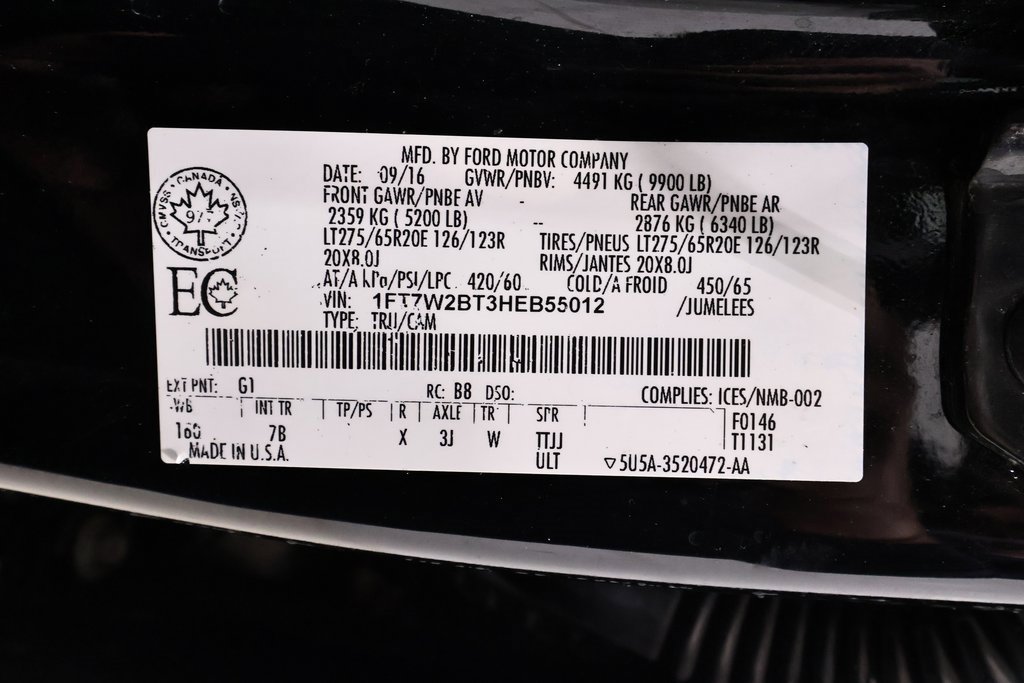 MFD. BY FORD MOTOR COMPANY
DATE: 09/16 GVWR/PNBV: 4491 KG ( 9900 LB)
FRONT GAWR/PNBE AV - REAR GAWR/PNBE AR
2359 KG ( 5200 LB) -- 2876 KG ( 6340 LB)
LT275/65R20E 126/123R TIRES/PNEUS LT275/65R20E 126/123R
20X8.0J RIMS/JANTES 20X8.0J
AT/A kPa/PSI/LPC 420/60 COLD/A FROID 450/65
VIN: 1FT7W2BT3HEB55012 /JUMELEES
TYPE: TRU/CAM
CANADA
CMVSS
TRANSPORT
EC
EXT PNT: G1 RC: B8 DSO: COMPLIES: ICES/NMB-002
WB INT TR TP/PS R AXLE TR SPR F0146
160 7B X 3J W TTJJ T1131
MADE IN U.S.A. ULT ▽5U5A-3520472-AA